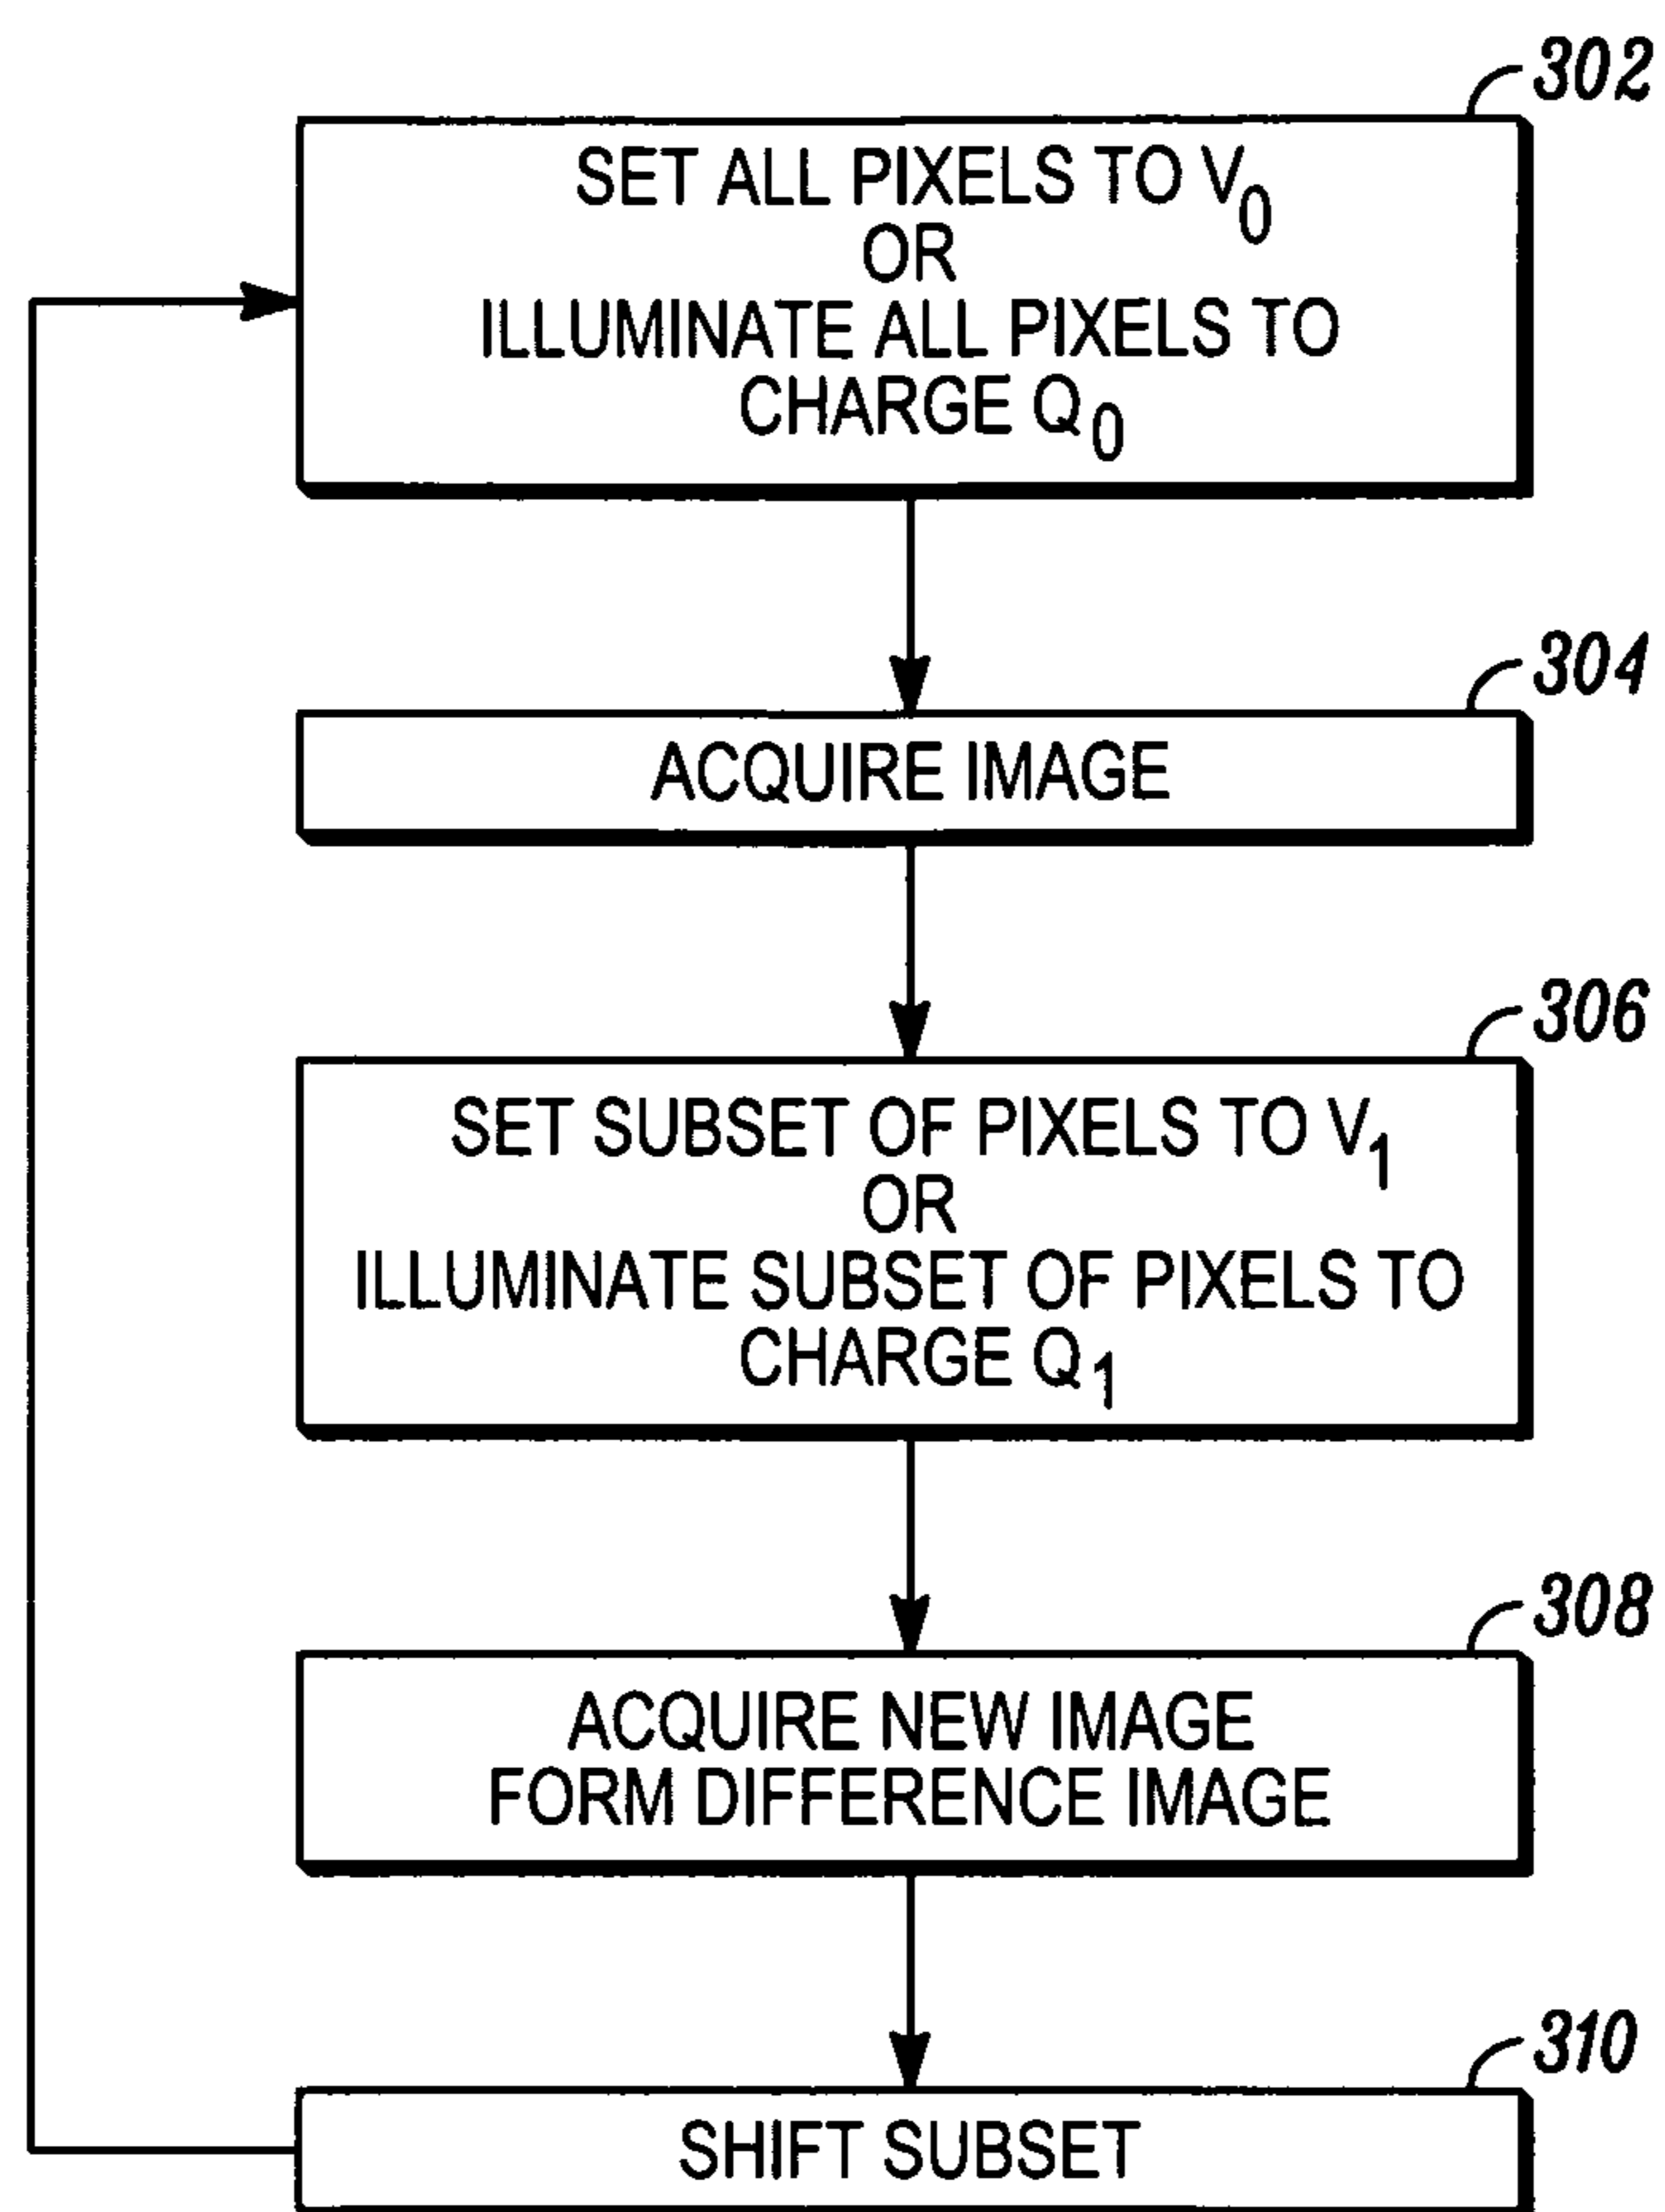 302
SET ALL PIXELS TO V0
OR
ILLUMINATE ALL PIXELS TO
CHARGE Q0
304
ACQUIRE IMAGE
306
SET SUBSET OF PIXELS TO V1
OR
ILLUMINATE SUBSET OF PIXELS TO
CHARGE Q1
308
ACQUIRE NEW IMAGE
FORM DIFFERENCE IMAGE
310
SHIFT SUBSET